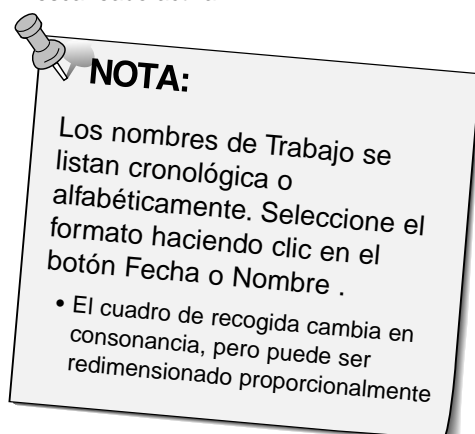 NOTA:
Los nombres de Trabajo se
listan cronológica o
alfabéticamente. Seleccione el
formato haciendo clic en el
botón Fecha o Nombre .
• El cuadro de recogida cambia en
consonancia, pero puede ser
redimensionado proporcionalmente